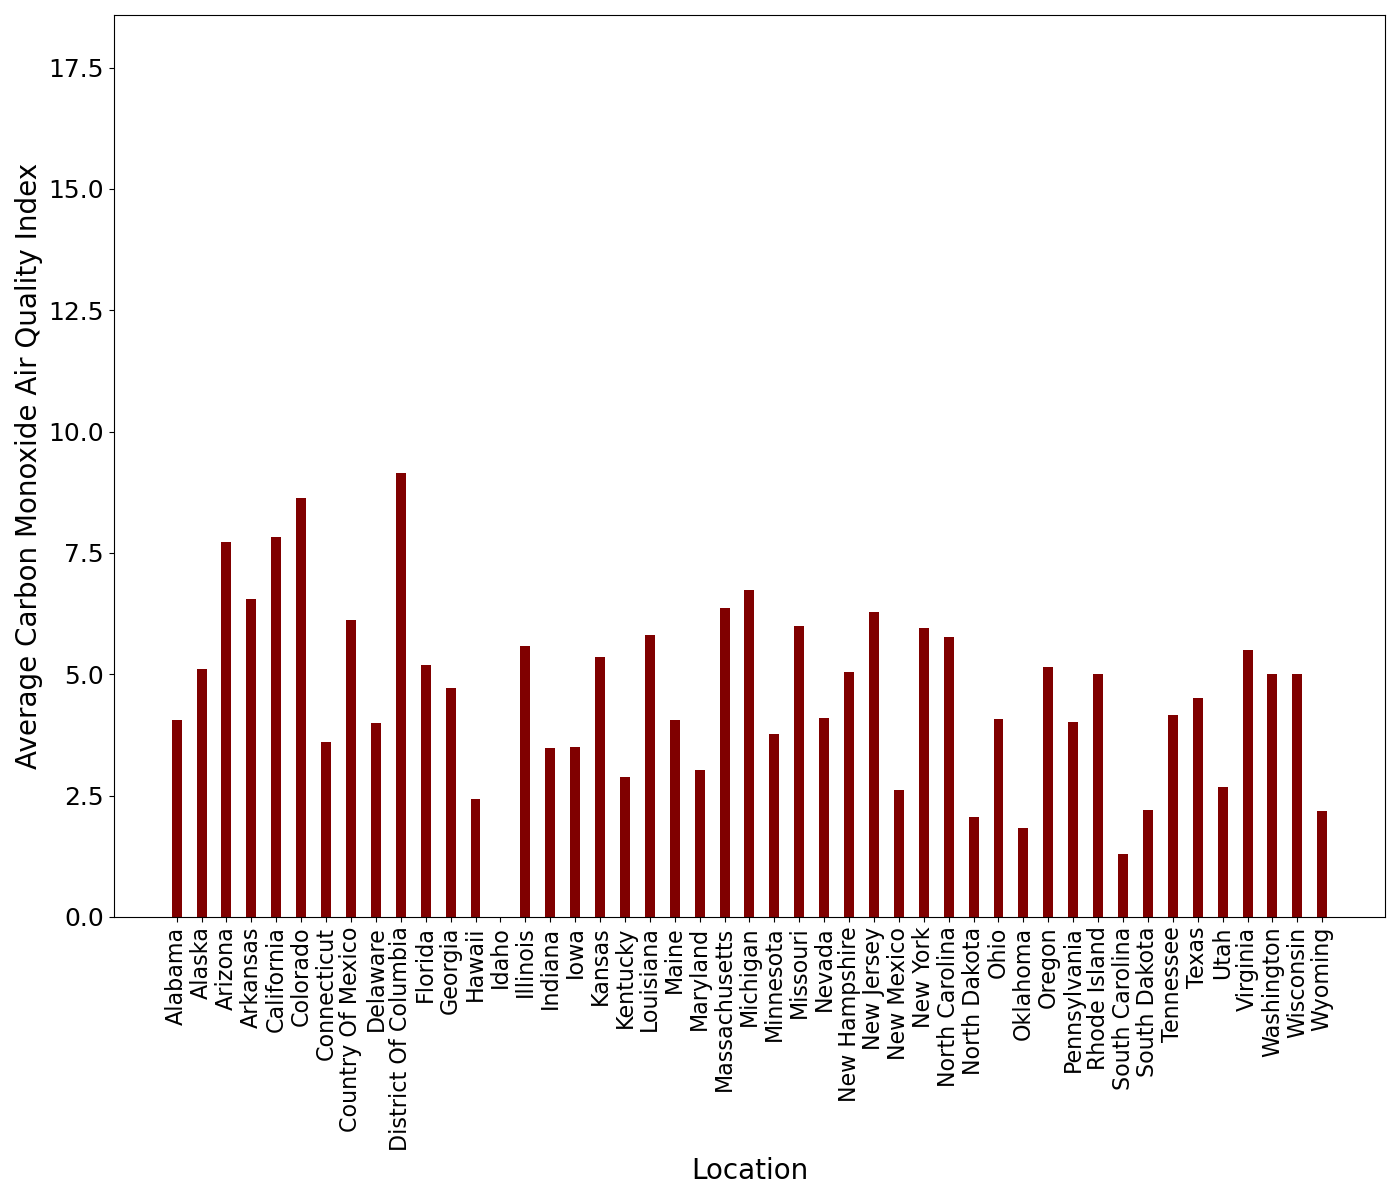 Average Carbon Monoxide Air Quality Index
17.5
15.0
12.5
10.0
7.5
5.0
2.5
0.0
Alabama
Alaska
Arizona
Arkansas
California
Colorado
Connecticut
Country Of Mexico
Delaware
District Of Columbia
Florida
Georgia
Hawaii
Idaho
Illinois
Indiana
Iowa
Kansas
Kentucky
Louisiana
Maine
Maryland
Massachusetts
Michigan
Minnesota
Missouri
Nevada
New Hampshire
New Jersey
New Mexico
New York
North Carolina
North Dakota
Ohio
Oklahoma
Oregon
Pennsylvania
Rhode Island
South Carolina
South Dakota
Tennessee
Texas
Utah
Virginia
Washington
Wisconsin
Wyoming
Location